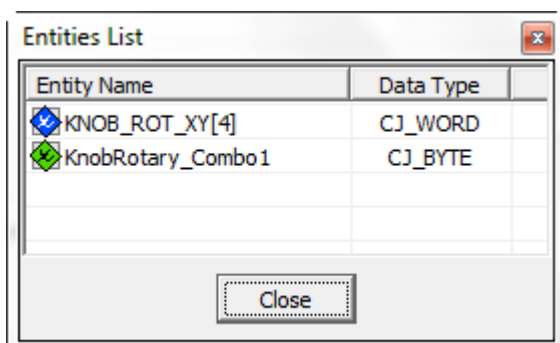 Entities List
Entity Name Data Type
KNOB_ROT_XY[4] CJ_WORD
KnobRotary_Combo1 CJ_BYTE
Close